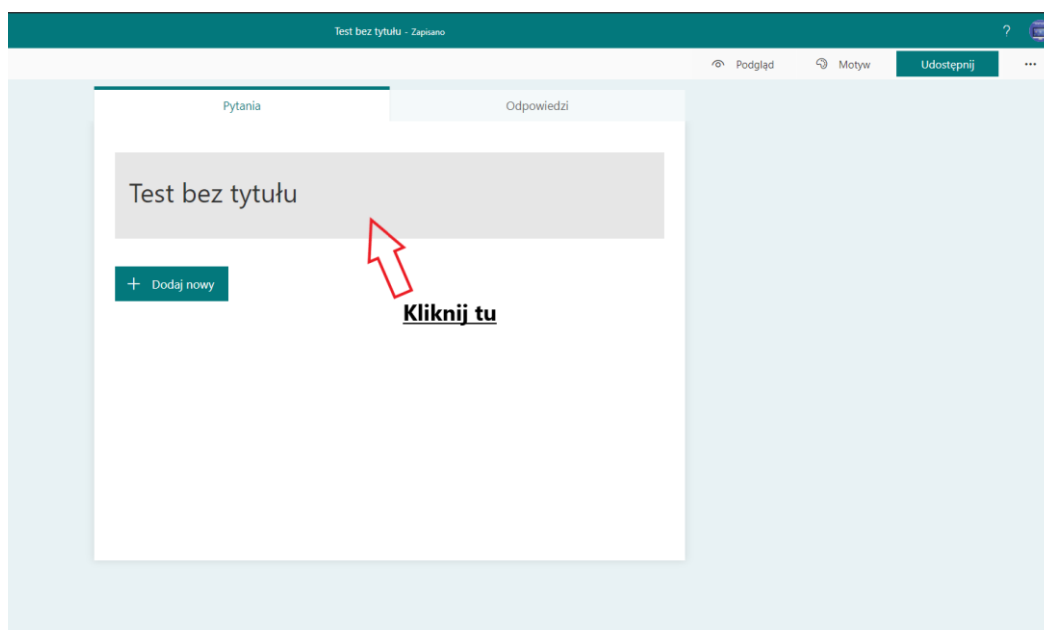 Test bez tytułu - Zapisano
?
Podgląd Motyw Udostępnij ...
Pytania Odpowiedzi
Test bez tytułu
+ Dodaj nowy
Kliknij tu